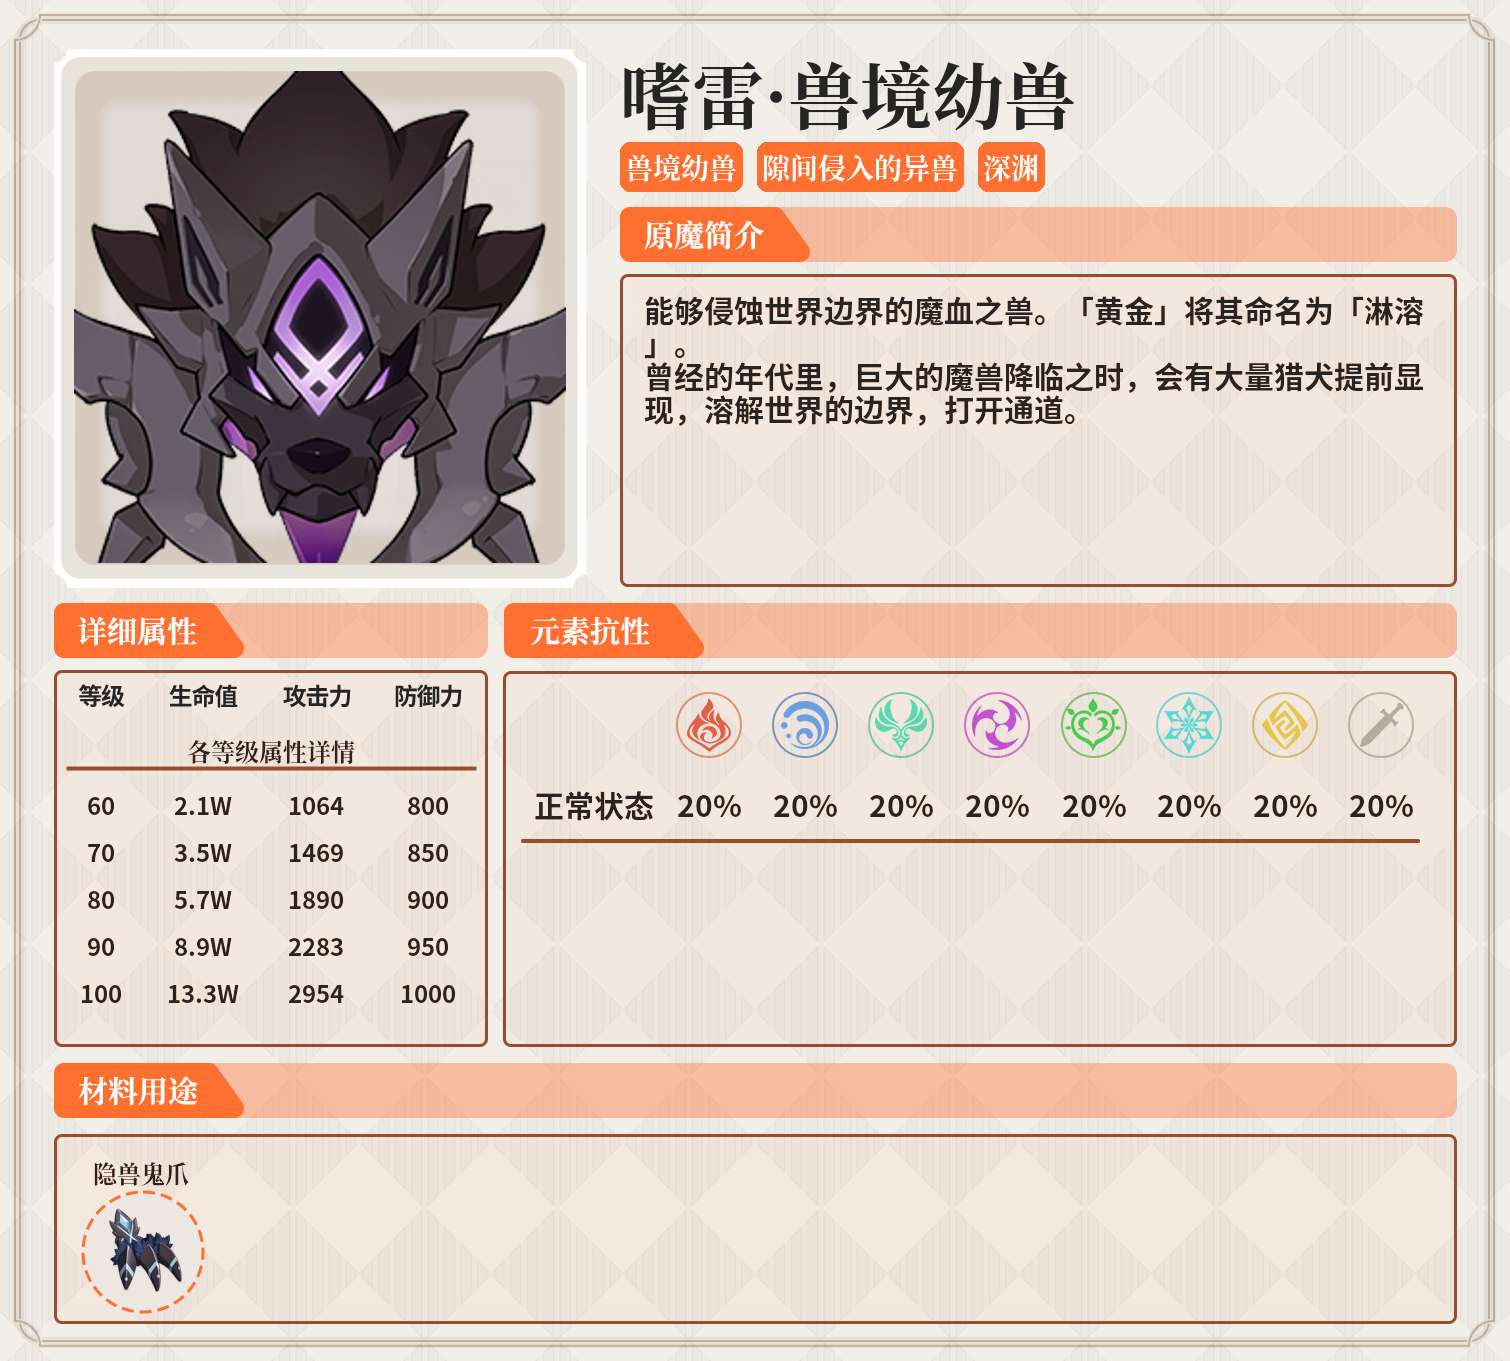 嗜雷·兽境幼兽
兽境幼兽 隙间侵入的异兽 深渊
原魔简介
能够侵蚀世界边界的魔血之兽。「黄金」将其命名为「淋溶
」。
曾经的年代里，巨大的魔兽降临之时，会有大量猎犬提前显
现，溶解世界的边界，打开通道。
详细属性
等级 生命值 攻击力 防御力
各等级属性详情
60 2.1W 1064 800
70 3.5W 1469 850
80 5.7W 1890 900
90 8.9W 2283 950
100 13.3W 2954 1000
元素抗性
正常状态 20% 20% 20% 20% 20% 20% 20% 20%
材料用途
隐兽鬼爪